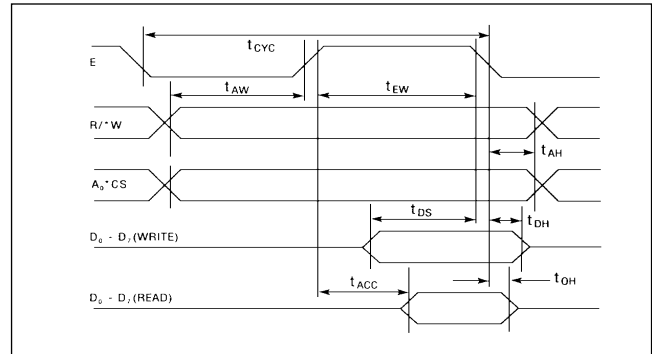 tCYC
E
tAW
tEW
R/*W
tAH
A₀*CS
tDS
tDH
D₀ - D₇(WRITE)
tACC
tOH
D₀ - D₇(READ)